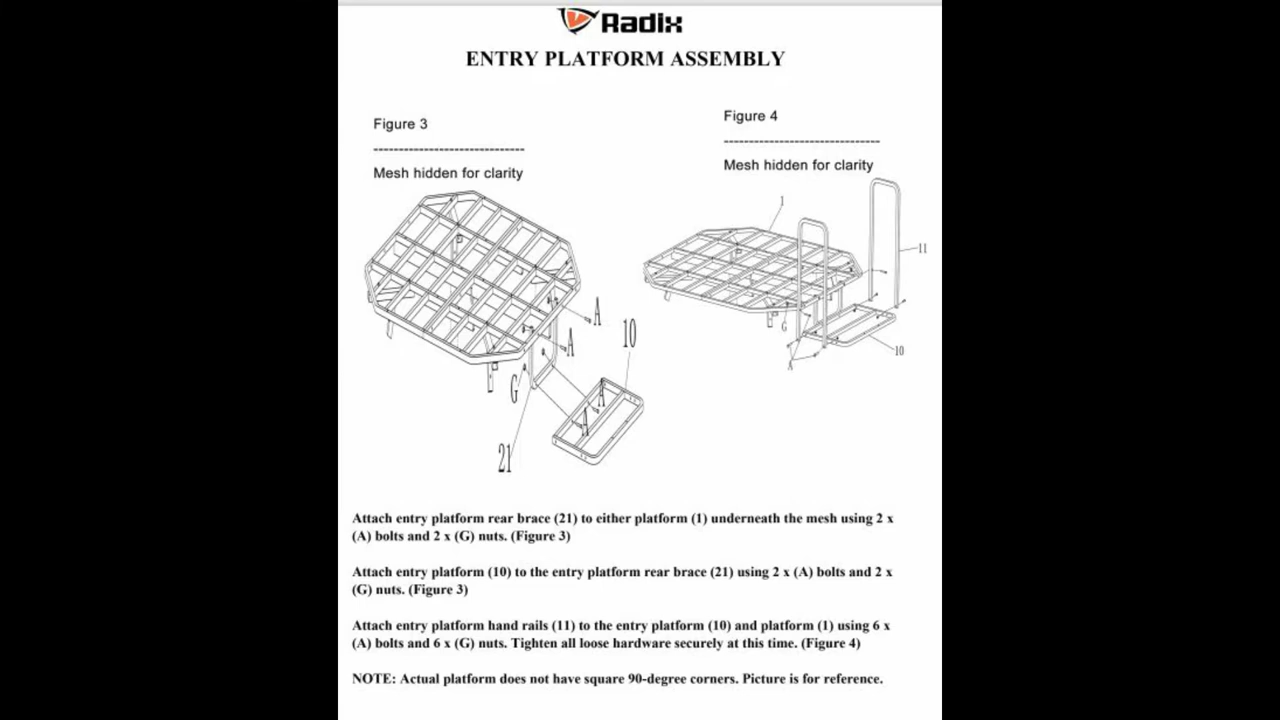 Radix
ENTRY PLATFORM ASSEMBLY
Figure 3
------------------------------
Mesh hidden for clarity
Figure 4
-------------------------------
Mesh hidden for clarity
A
A
10
G
A
A
21
1
11
G
10
A
Attach entry platform rear brace (21) to either platform (1) underneath the mesh using 2 x
(A) bolts and 2 x (G) nuts. (Figure 3)
Attach entry platform (10) to the entry platform rear brace (21) using 2 x (A) bolts and 2 x
(G) nuts. (Figure 3)
Attach entry platform hand rails (11) to the entry platform (10) and platform (1) using 6 x
(A) bolts and 6 x (G) nuts. Tighten all loose hardware securely at this time. (Figure 4)
NOTE: Actual platform does not have square 90-degree corners. Picture is for reference.